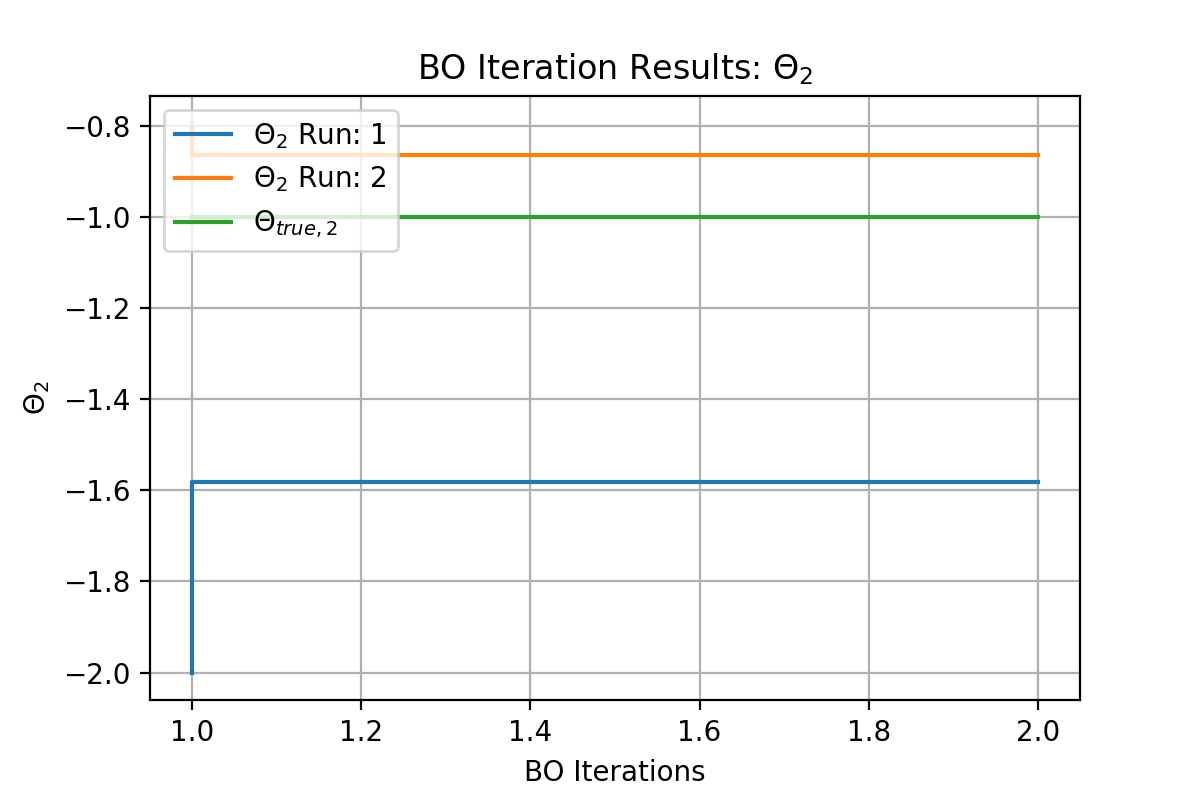 BO Iteration Results: Θ₂
Θ₂ Run: 1
Θ₂ Run: 2
Θtrue, 2
−0.8
−1.0
−1.2
−1.4
−1.6
−1.8
−2.0
Θ₂
1.0 1.2 1.4 1.6 1.8 2.0
BO Iterations